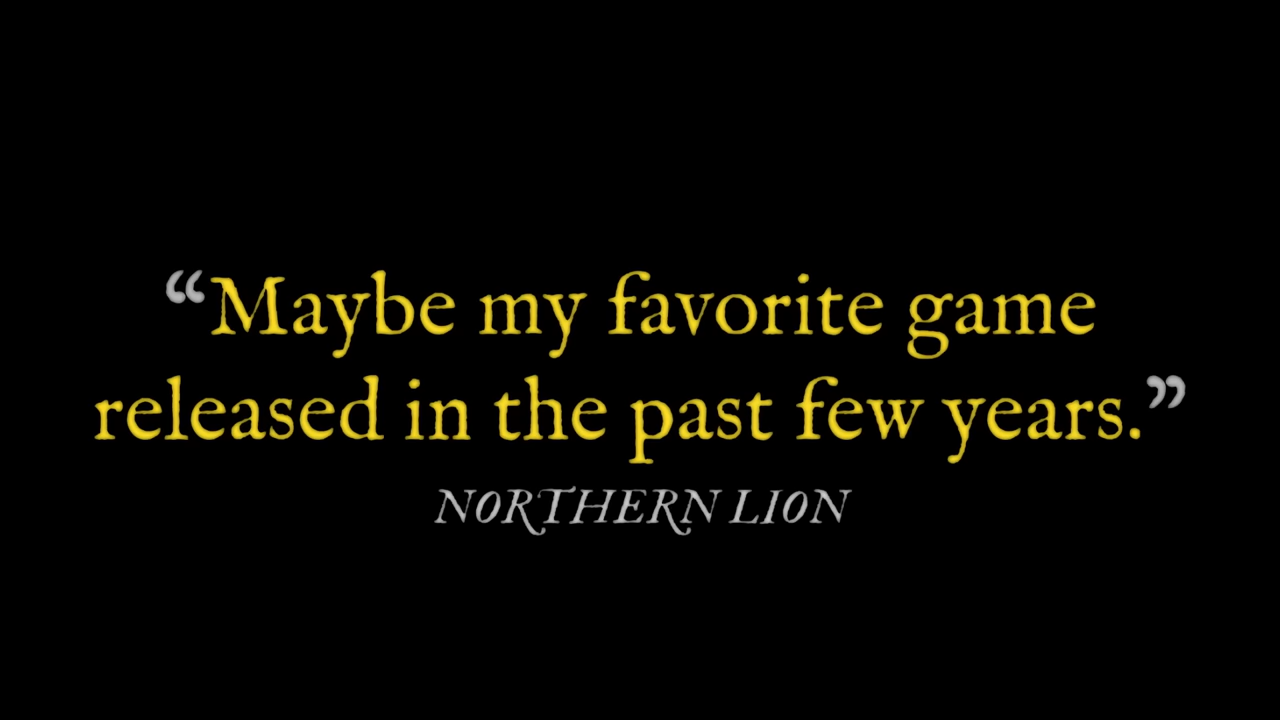 “Maybe my favorite game
released in the past few years.”
NORTHERN LION